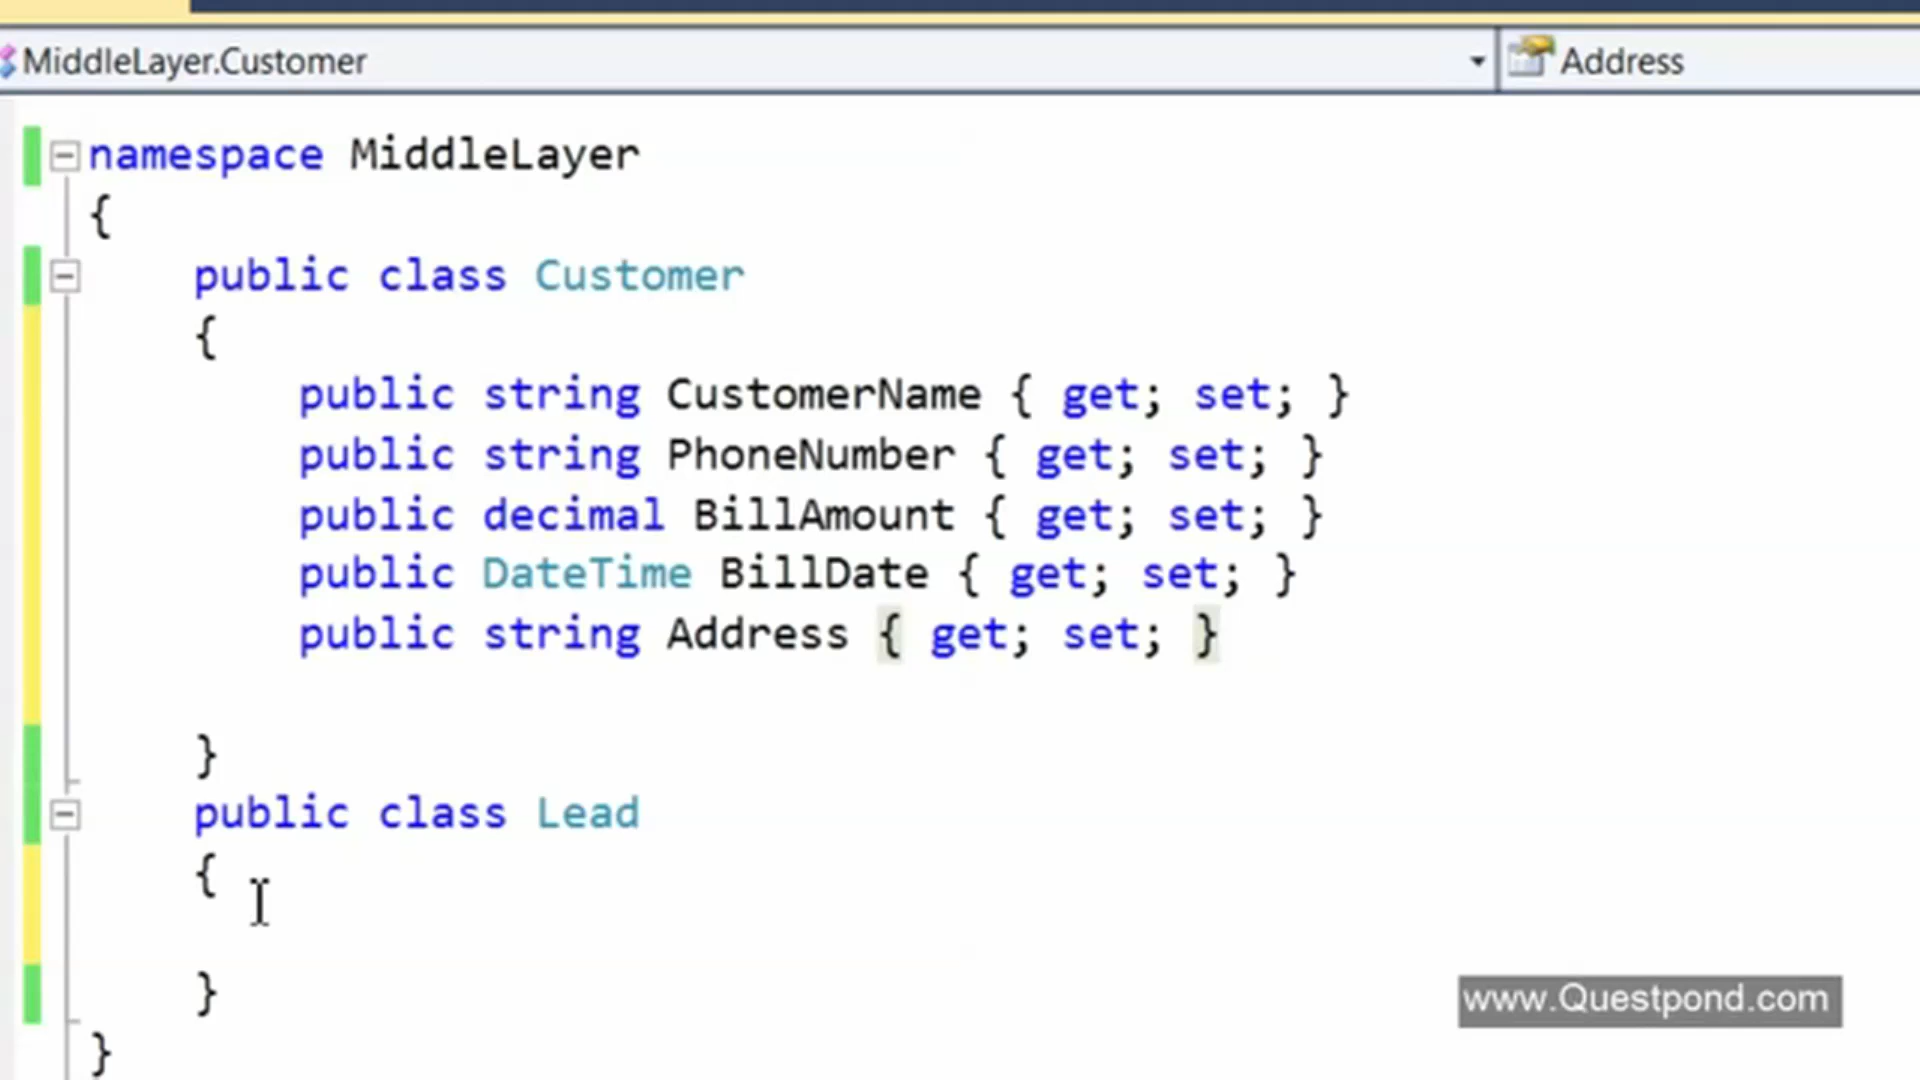 MiddleLayer.Customer
Address
namespace MiddleLayer
{
public class Customer
{
public string CustomerName { get; set; }
public string PhoneNumber { get; set; }
public decimal BillAmount { get; set; }
public DateTime BillDate { get; set; }
public string Address { get; set; }
}
public class Lead
{
}
}
www.Questpond.com